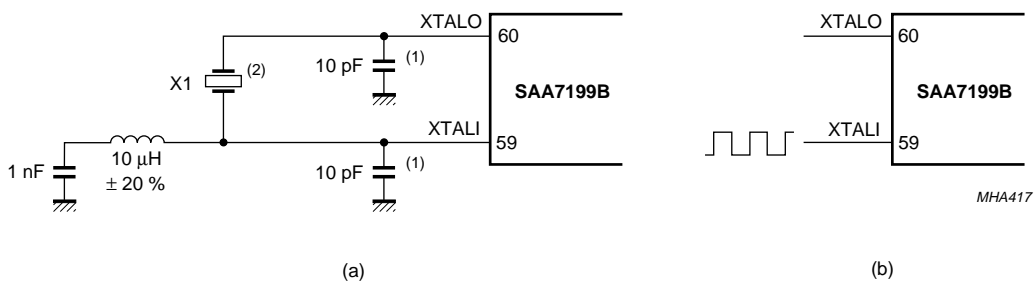 XTALO
60
10 pF
(1)
X1
(2)
SAA7199B
XTALI
59
10 µH
± 20 %
1 nF
10 pF
(1)
(a)
XTALO
60
SAA7199B
XTALI
59
MHA417
(b)